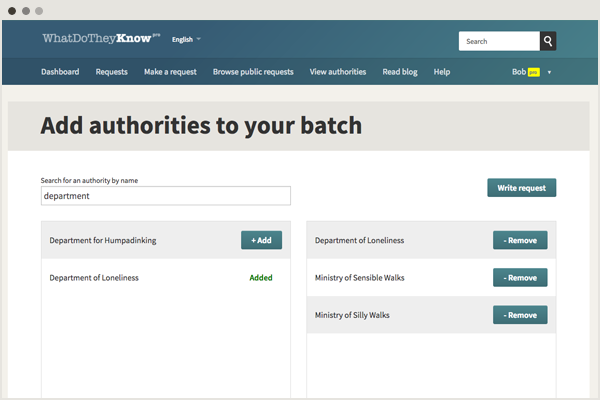 WhatDoTheyKnow pro English Search
Dashboard Requests Make a request Browse public requests View authorities Read blog Help Bob pro
Add authorities to your batch
Search for an authority by name
department
Write request
Department for Humpadinking + Add
Department of Loneliness Added
Department of Loneliness - Remove
Ministry of Sensible Walks - Remove
Ministry of Silly Walks - Remove